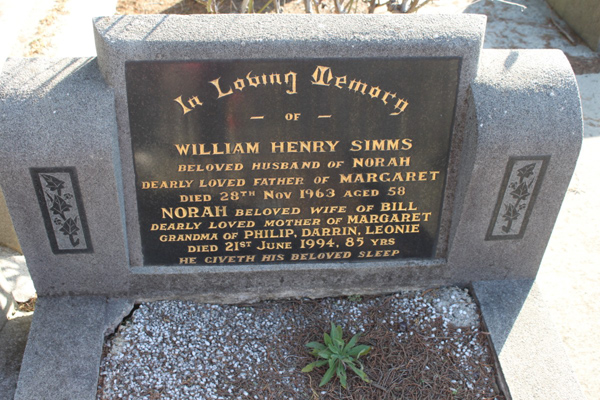 In Loving Memory
– OF –
WILLIAM HENRY SIMMS
BELOVED HUSBAND OF NORAH
DEARLY LOVED FATHER OF MARGARET
DIED 28TH NOV 1963 AGED 58
NORAH BELOVED WIFE OF BILL
DEARLY LOVED MOTHER OF MARGARET
GRANDMA OF PHILIP, DARRIN, LEONIE
DIED 21ST JUNE 1994, 85 YRS
HE GIVETH HIS BELOVED SLEEP